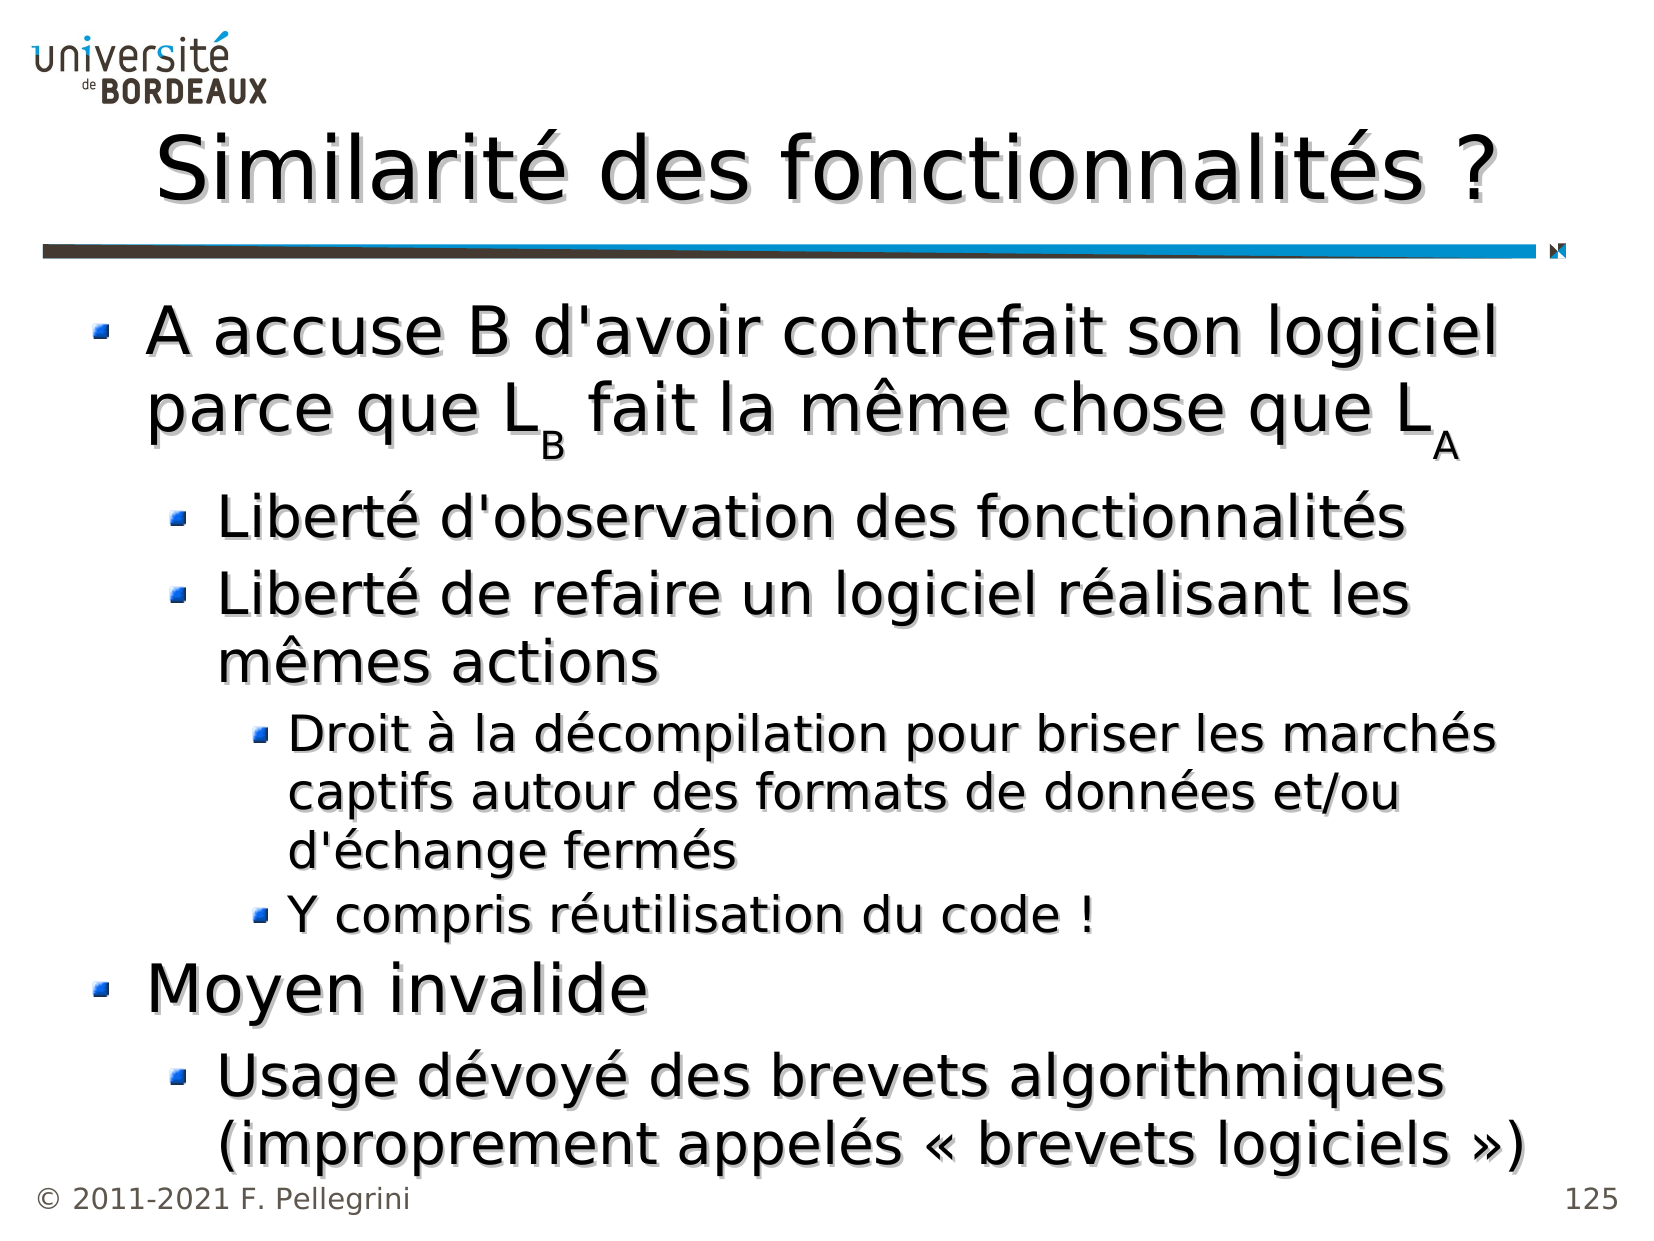 université
de BORDEAUX
Similarité des fonctionnalités ?
A accuse B d'avoir contrefait son logiciel
parce que LB fait la même chose que LA
Liberté d'observation des fonctionnalités
Liberté de refaire un logiciel réalisant les
mêmes actions
Droit à la décompilation pour briser les marchés
captifs autour des formats de données et/ou
d'échange fermés
Y compris réutilisation du code !
Moyen invalide
Usage dévoyé des brevets algorithmiques
(improprement appelés « brevets logiciels »)
© 2011-2021 F. Pellegrini
125